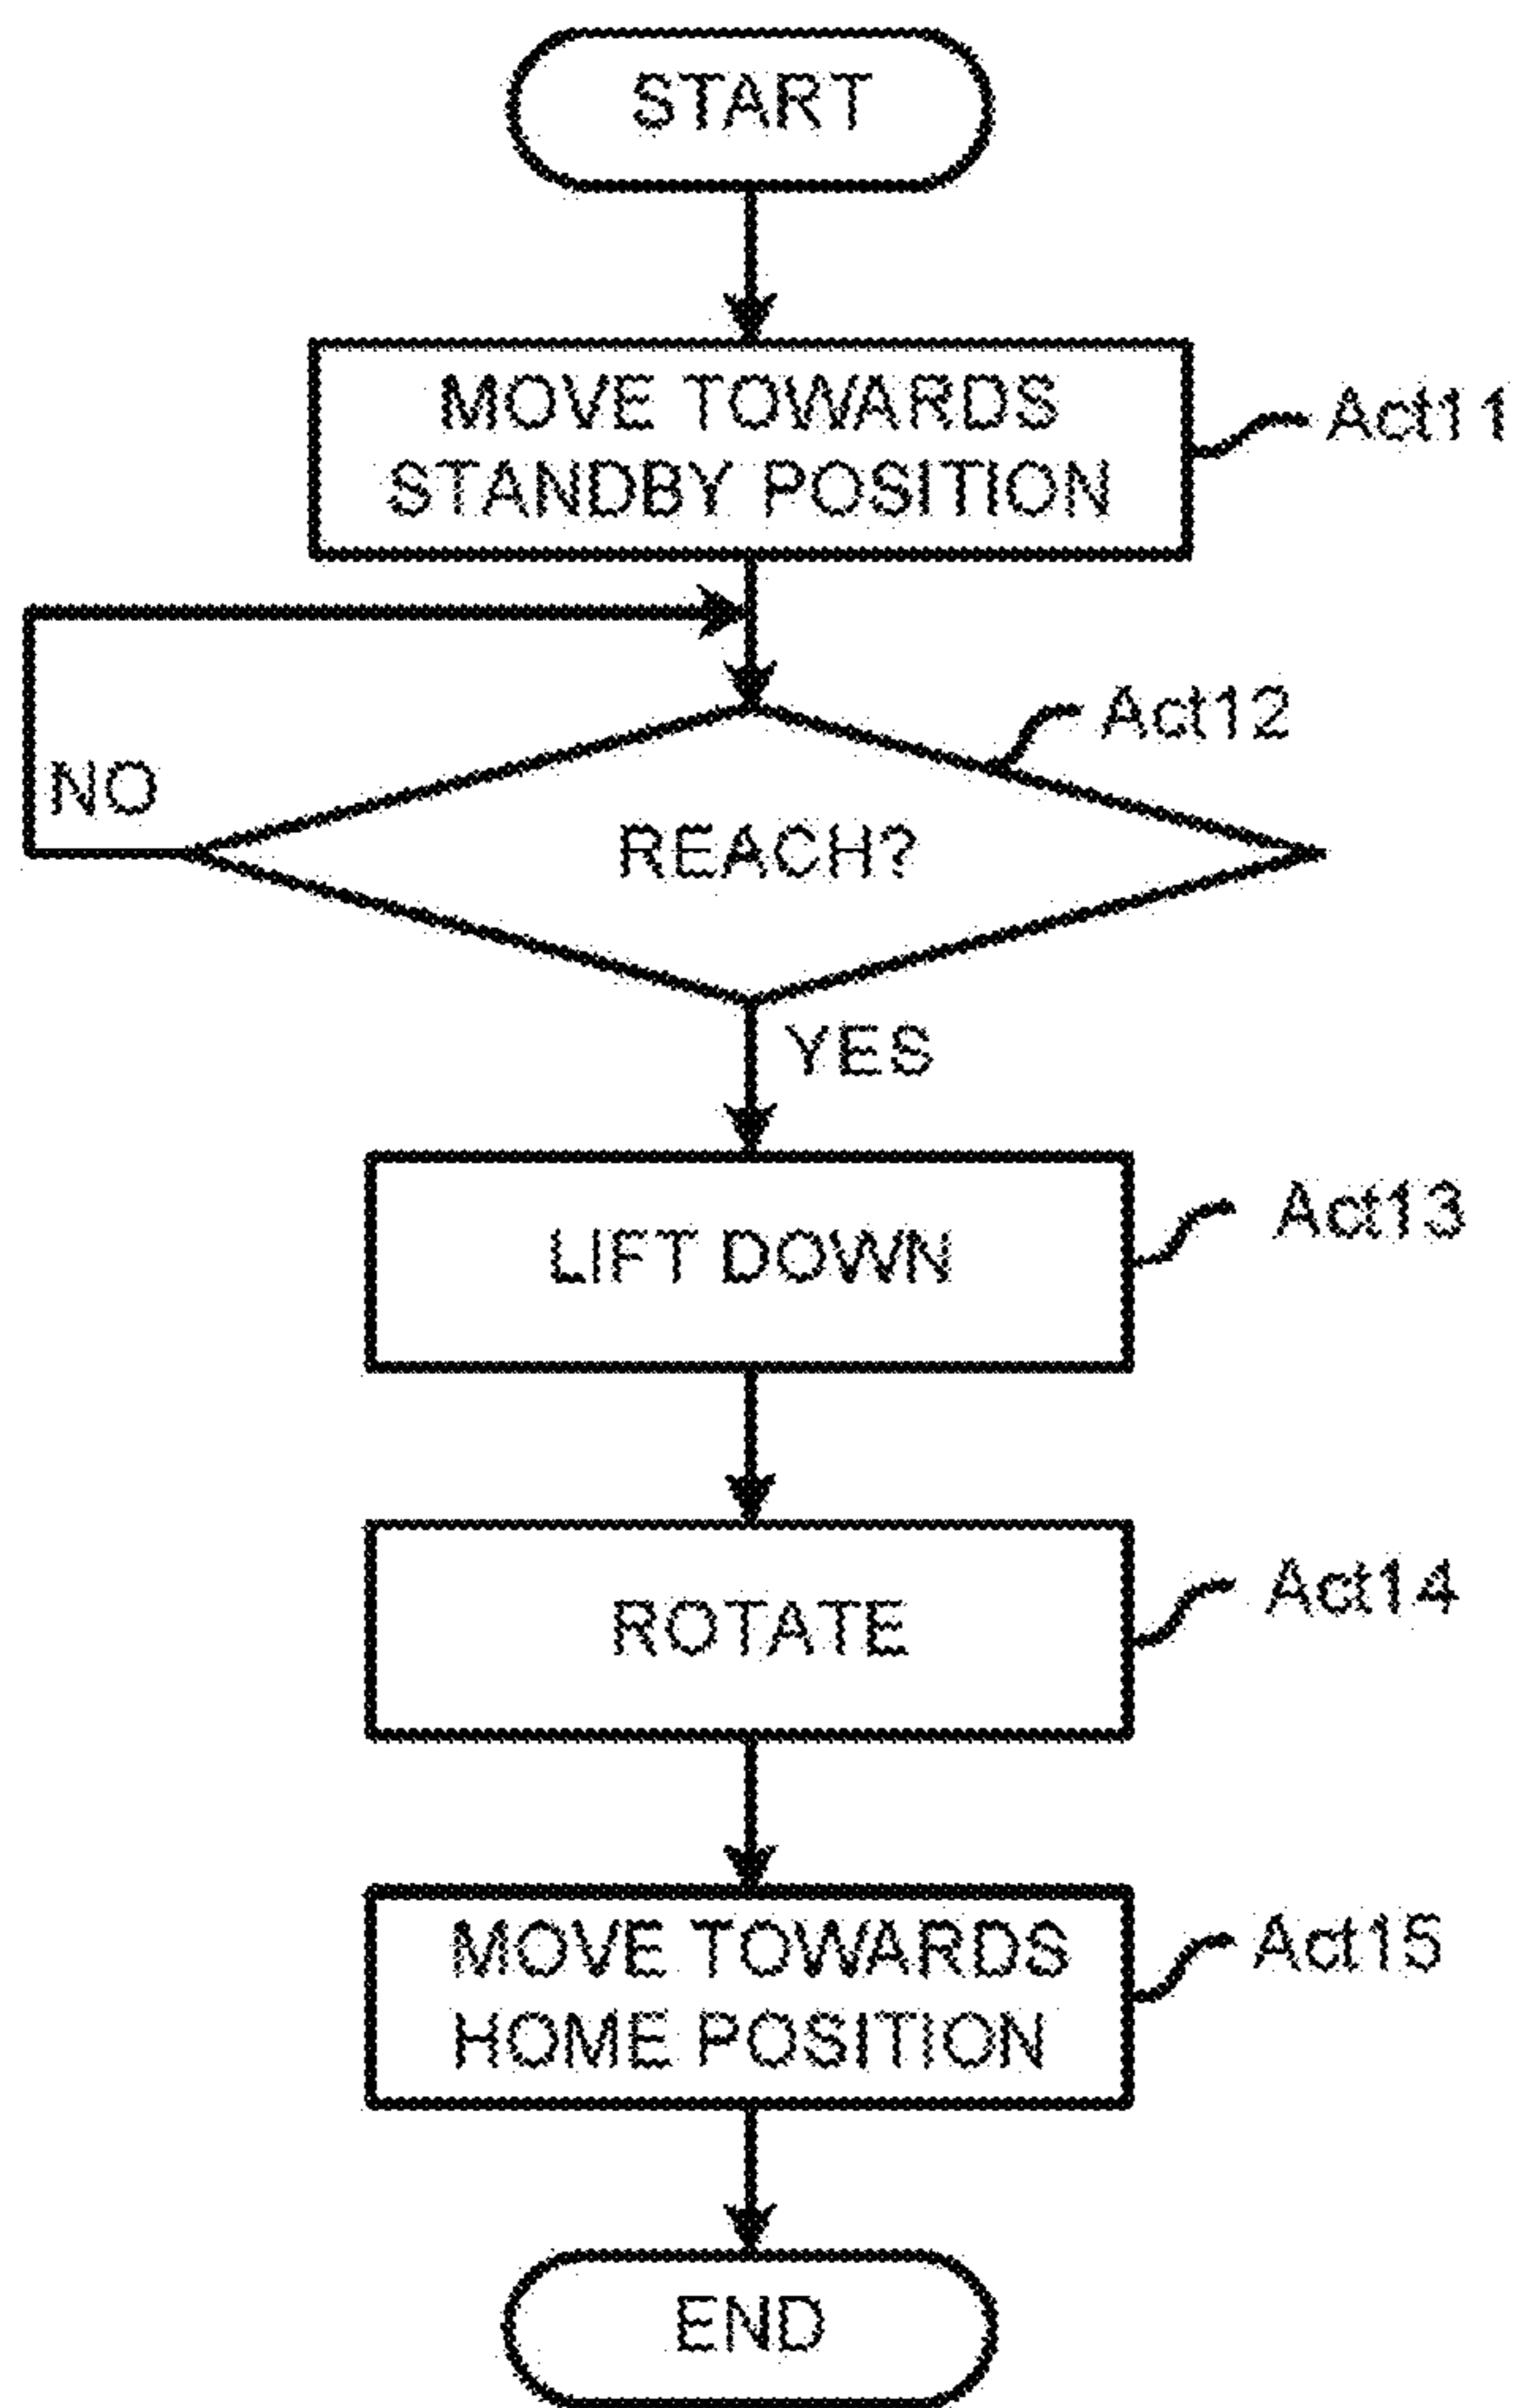 START
MOVE TOWARDS
STANDBY POSITION
Act11
Act12
NO
REACH?
YES
LIFT DOWN
Act13
ROTATE
Act14
MOVE TOWARDS
HOME POSITION
Act15
END